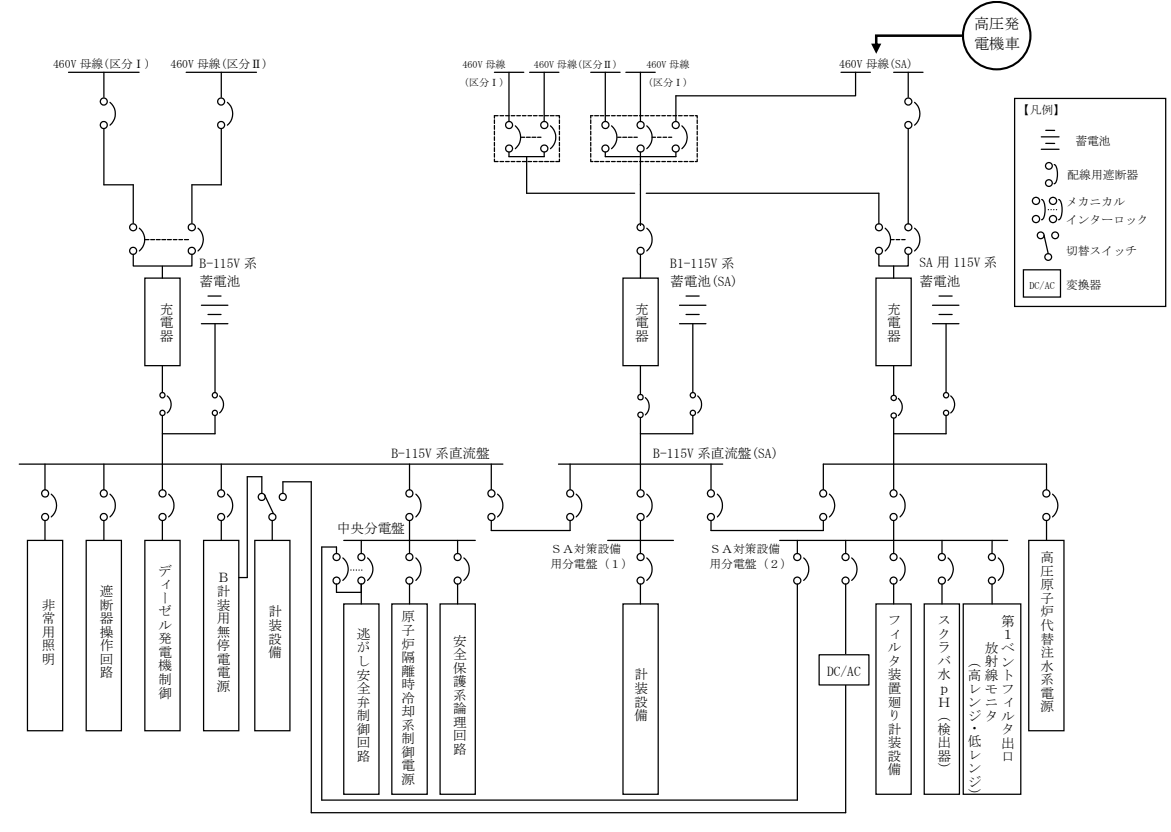 高圧発
電機車
460V 母線(区分Ⅰ)
460V 母線(区分Ⅱ)
460V 母線
(区分Ⅰ)
460V 母線(区分Ⅱ)
460V 母線
(区分Ⅰ)
460V 母線(SA)
【凡例】
蓄電池
配線用遮断器
メカニカル
インターロック
切替スイッチ
DC/AC
変換器
B-115V 系
蓄電池
B1-115V 系
蓄電池(SA)
SA 用 115V 系
蓄電池
充電器
充電器
充電器
B-115V 系直流盤
B-115V 系直流盤(SA)
中央分電盤
SA対策設備
用分電盤(1)
SA対策設備
用分電盤(2)
非常用照明
遮断器操作回路
ディーゼル発電機制御
B計装用無停電電源
計装設備
逃がし安全弁制御回路
原子炉隔離時冷却系制御電源
安全保護系論理回路
計装設備
DC/AC
フィルタ装置廻り計装設備
スクラバ水 pH(検出器)
第1ベントフィルタ出口
放射線モニタ
(高レンジ・低レンジ)
高圧原子炉代替注水系電源